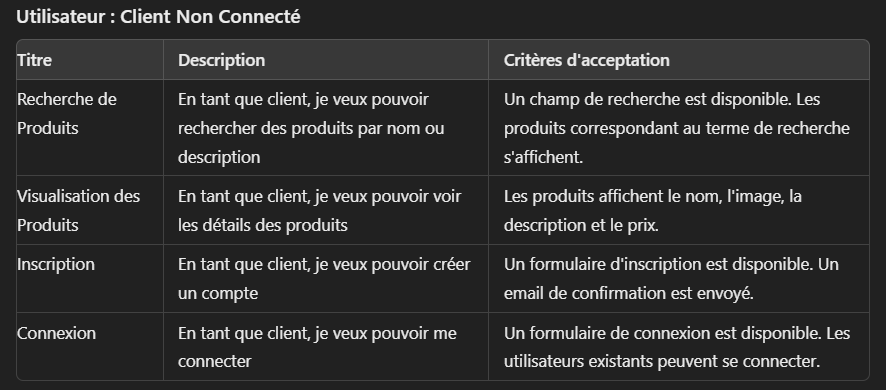 Utilisateur : Client Non Connecté
Titre
Description
Critères d'acceptation
Recherche de
Produits
En tant que client, je veux pouvoir
rechercher des produits par nom ou
description
Un champ de recherche est disponible. Les
produits correspondant au terme de recherche
s'affichent.
Visualisation des
Produits
En tant que client, je veux pouvoir voir
les détails des produits
Les produits affichent le nom, l'image, la
description et le prix.
Inscription
En tant que client, je veux pouvoir créer
un compte
Un formulaire d'inscription est disponible. Un
email de confirmation est envoyé.
Connexion
En tant que client, je veux pouvoir me
connecter
Un formulaire de connexion est disponible. Les
utilisateurs existants peuvent se connecter.